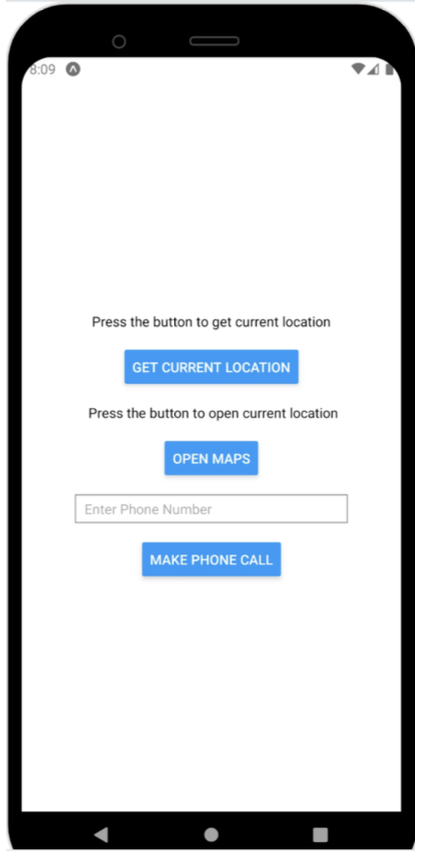 8:09
Press the button to get current location
GET CURRENT LOCATION
Press the button to open current location
OPEN MAPS
Enter Phone Number
MAKE PHONE CALL